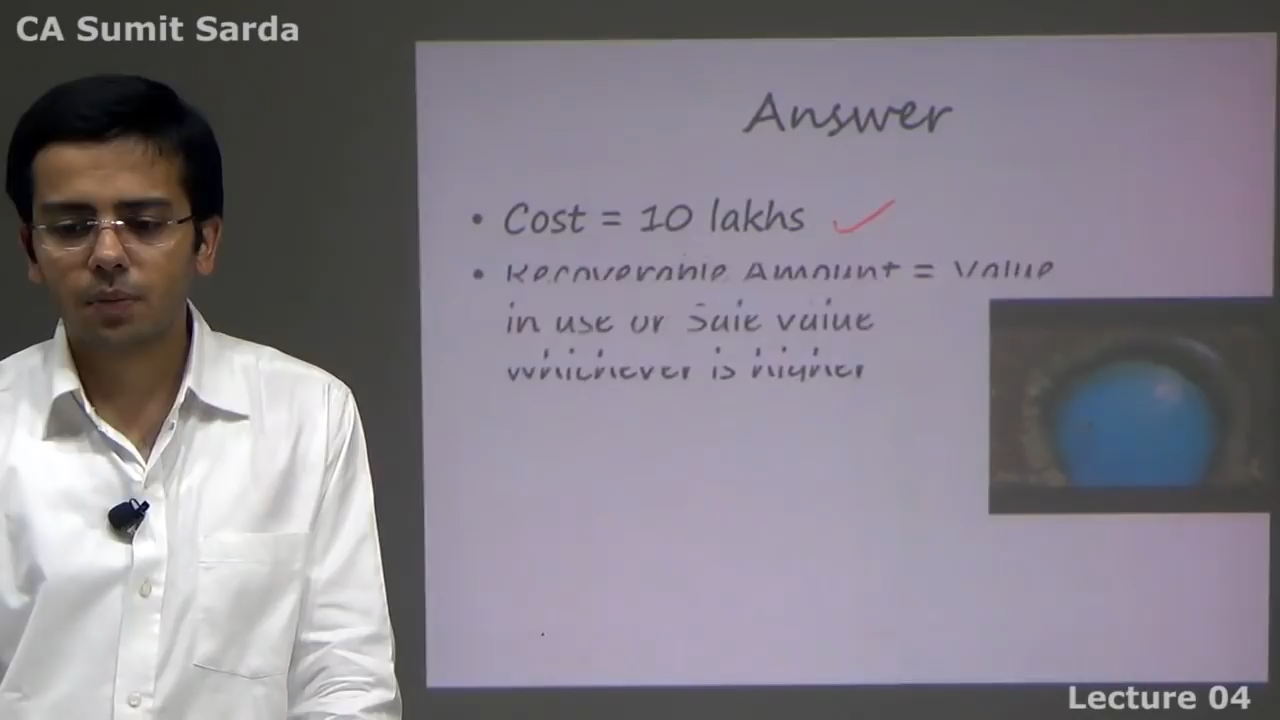 CA Sumit Sarda
Answer
• Cost = 10 lakhs
• Recoverable Amount = Value
in use or Sale value
whichever is higher
Lecture 04